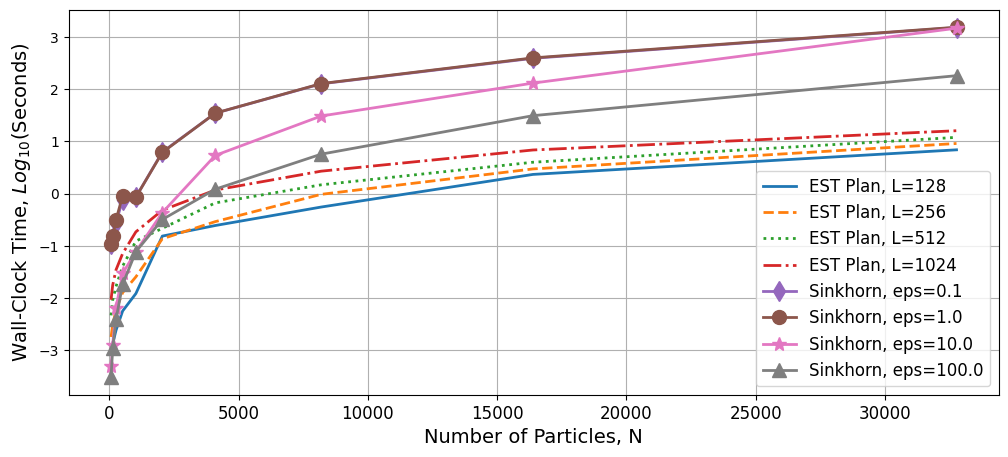 3
2
1
0
−1
−2
−3
Wall-Clock Time, Log₁₀(Seconds)
EST Plan, L=128
EST Plan, L=256
EST Plan, L=512
EST Plan, L=1024
Sinkhorn, eps=0.1
Sinkhorn, eps=1.0
Sinkhorn, eps=10.0
Sinkhorn, eps=100.0
0 5000 10000 15000 20000 25000 30000
Number of Particles, N